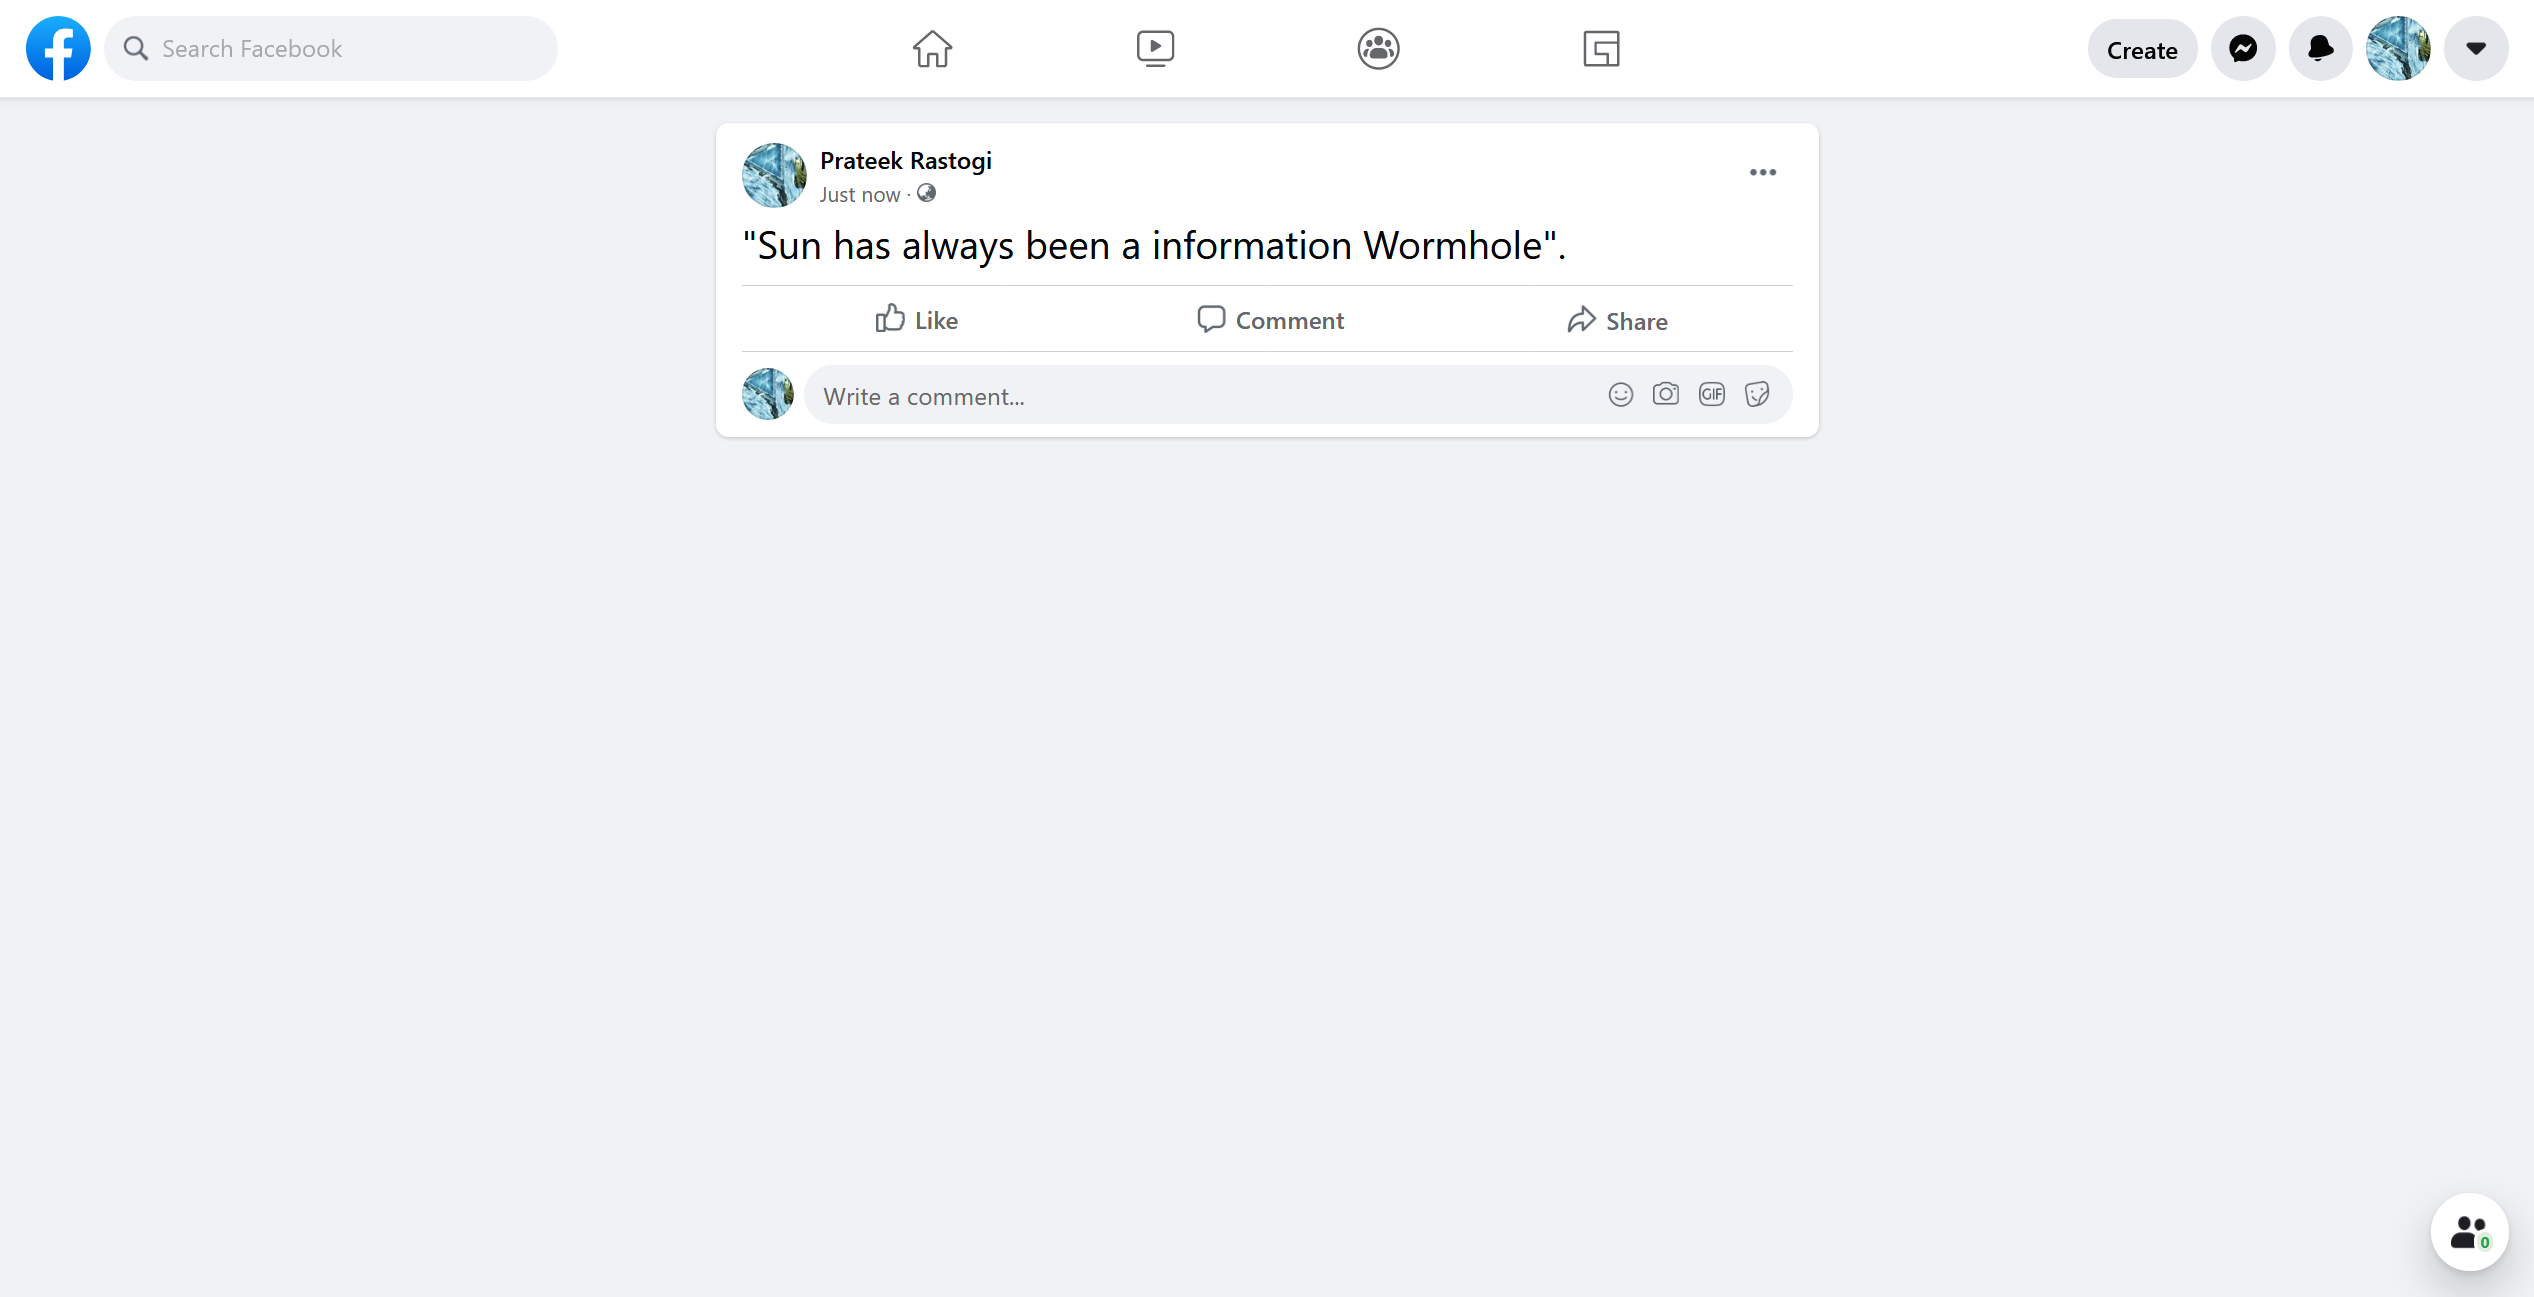 Search Facebook
Create
Prateek Rastogi
Just now ·
"Sun has always been a information Wormhole".
Like
Comment
Share
Write a comment...
GIF
0